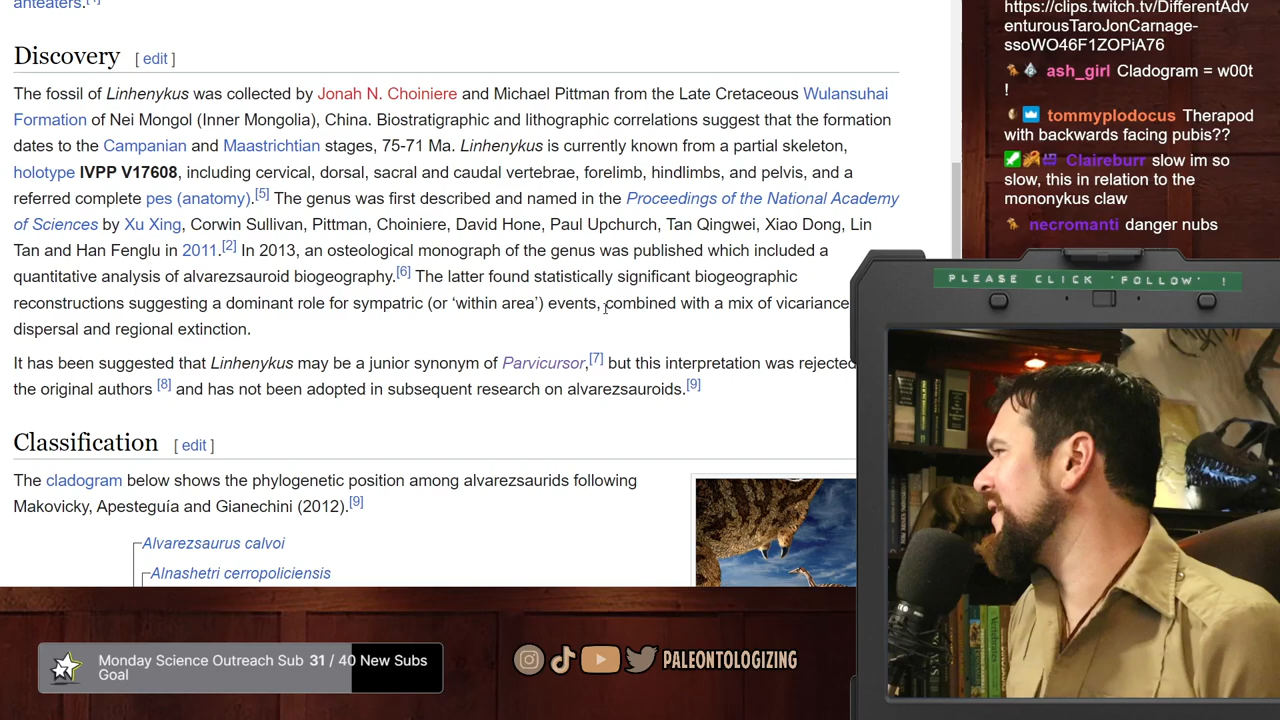 anteaters.[4]
Discovery [ edit ]
The fossil of Linhenykus was collected by Jonah N. Choiniere and Michael Pittman from the Late Cretaceous Wulansuhai
Formation of Nei Mongol (Inner Mongolia), China. Biostratigraphic and lithographic correlations suggest that the formation
dates to the Campanian and Maastrichtian stages, 75-71 Ma. Linhenykus is currently known from a partial skeleton,
holotype IVPP V17608, including cervical, dorsal, sacral and caudal vertebrae, forelimb, hindlimbs, and pelvis, and a
referred complete pes (anatomy).[5] The genus was first described and named in the Proceedings of the National Academy
of Sciences by Xu Xing, Corwin Sullivan, Pittman, Choiniere, David Hone, Paul Upchurch, Tan Qingwei, Xiao Dong, Lin
Tan and Han Fenglu in 2011.[2] In 2013, an osteological monograph of the genus was published which included a
quantitative analysis of alvarezsauroid biogeography.[6] The latter found statistically significant biogeographic
reconstructions suggesting a dominant role for sympatric (or ‘within area’) events, combined with a mix of vicariance
dispersal and regional extinction.
It has been suggested that Linhenykus may be a junior synonym of Parvicursor,[7] but this interpretation was rejected
the original authors [8] and has not been adopted in subsequent research on alvarezsauroids.[9]
Classification [ edit ]
The cladogram below shows the phylogenetic position among alvarezsaurids following
Makovicky, Apesteguía and Gianechini (2012).[9]
Alvarezsaurus calvoi
Alnashetri cerropoliciensis
https://clips.twitch.tv/DifferentAdv
enturousTaroJonCarnage-
ssoWO46F1ZOPiA76
ash_girl Cladogram = w00t
!
tommyplodocus Therapod
with backwards facing pubis??
Claireburr slow im so
slow, this in relation to the
mononykus claw
necromanti danger nubs
PLEASE CLICK 'FOLLOW' !
Monday Science Outreach Sub 31 / 40 New Subs
Goal
PALEONTOLOGIZING